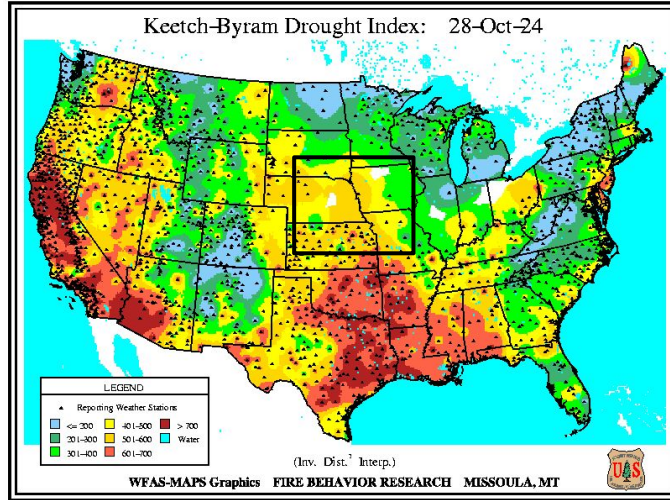 Keetch-Byram Drought Index: 28-Oct-24
LEGEND
Reporting Weather Stations
<= 200
401-500
> 700
201-300
501-600
Water
301-400
601-700
(Inv. Dist.² Interp.)
WFAS-MAPS Graphics FIRE BEHAVIOR RESEARCH MISSOULA, MT
UAS